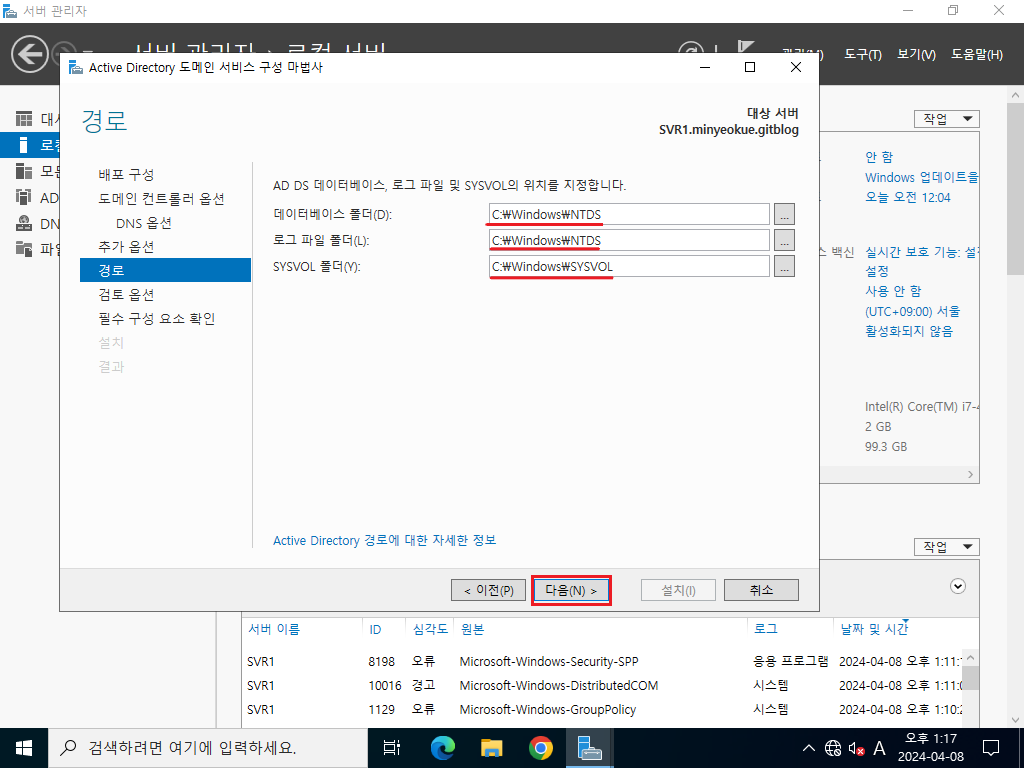 서버 관리자
서버 관리자 · 로컬 서버
관리(M) 도구(T) 보기(V) 도움말(H)
Active Directory 도메인 서비스 구성 마법사
경로
대상 서버
SVR1.minyeokue.gitblog
배포 구성
도메인 컨트롤러 옵션
DNS 옵션
추가 옵션
경로
검토 옵션
필수 구성 요소 확인
설치
결과
AD DS 데이터베이스, 로그 파일 및 SYSVOL의 위치를 지정합니다.
데이터베이스 폴더(D): C:₩Windows₩NTDS ...
로그 파일 폴더(L): C:₩Windows₩NTDS ...
SYSVOL 폴더(Y): C:₩Windows₩SYSVOL ...
Active Directory 경로에 대한 자세한 정보
< 이전(P) 다음(N) > 설치(I) 취소
AD
DN
작업
안 함
Windows 업데이트을
오늘 오전 12:04
백신 실시간 보호 기능:
설정
사용 안 함
(UTC+09:00) 서울
활성화되지 않음
Intel(R) Core(TM) i7-4
2 GB
99.3 GB
작업
서버 이름 ID 심각도 원본 로그 날짜 및 시간
SVR1 8198 오류 Microsoft-Windows-Security-SPP 응용 프로그램 2024-04-08 오후 1:11:
SVR1 10016 경고 Microsoft-Windows-DistributedCOM 시스템 2024-04-08 오후 1:11:
SVR1 1129 오류 Microsoft-Windows-GroupPolicy 시스템 2024-04-08 오후 1:10:
검색하려면 여기에 입력하세요.
A
오후 1:17
2024-04-08